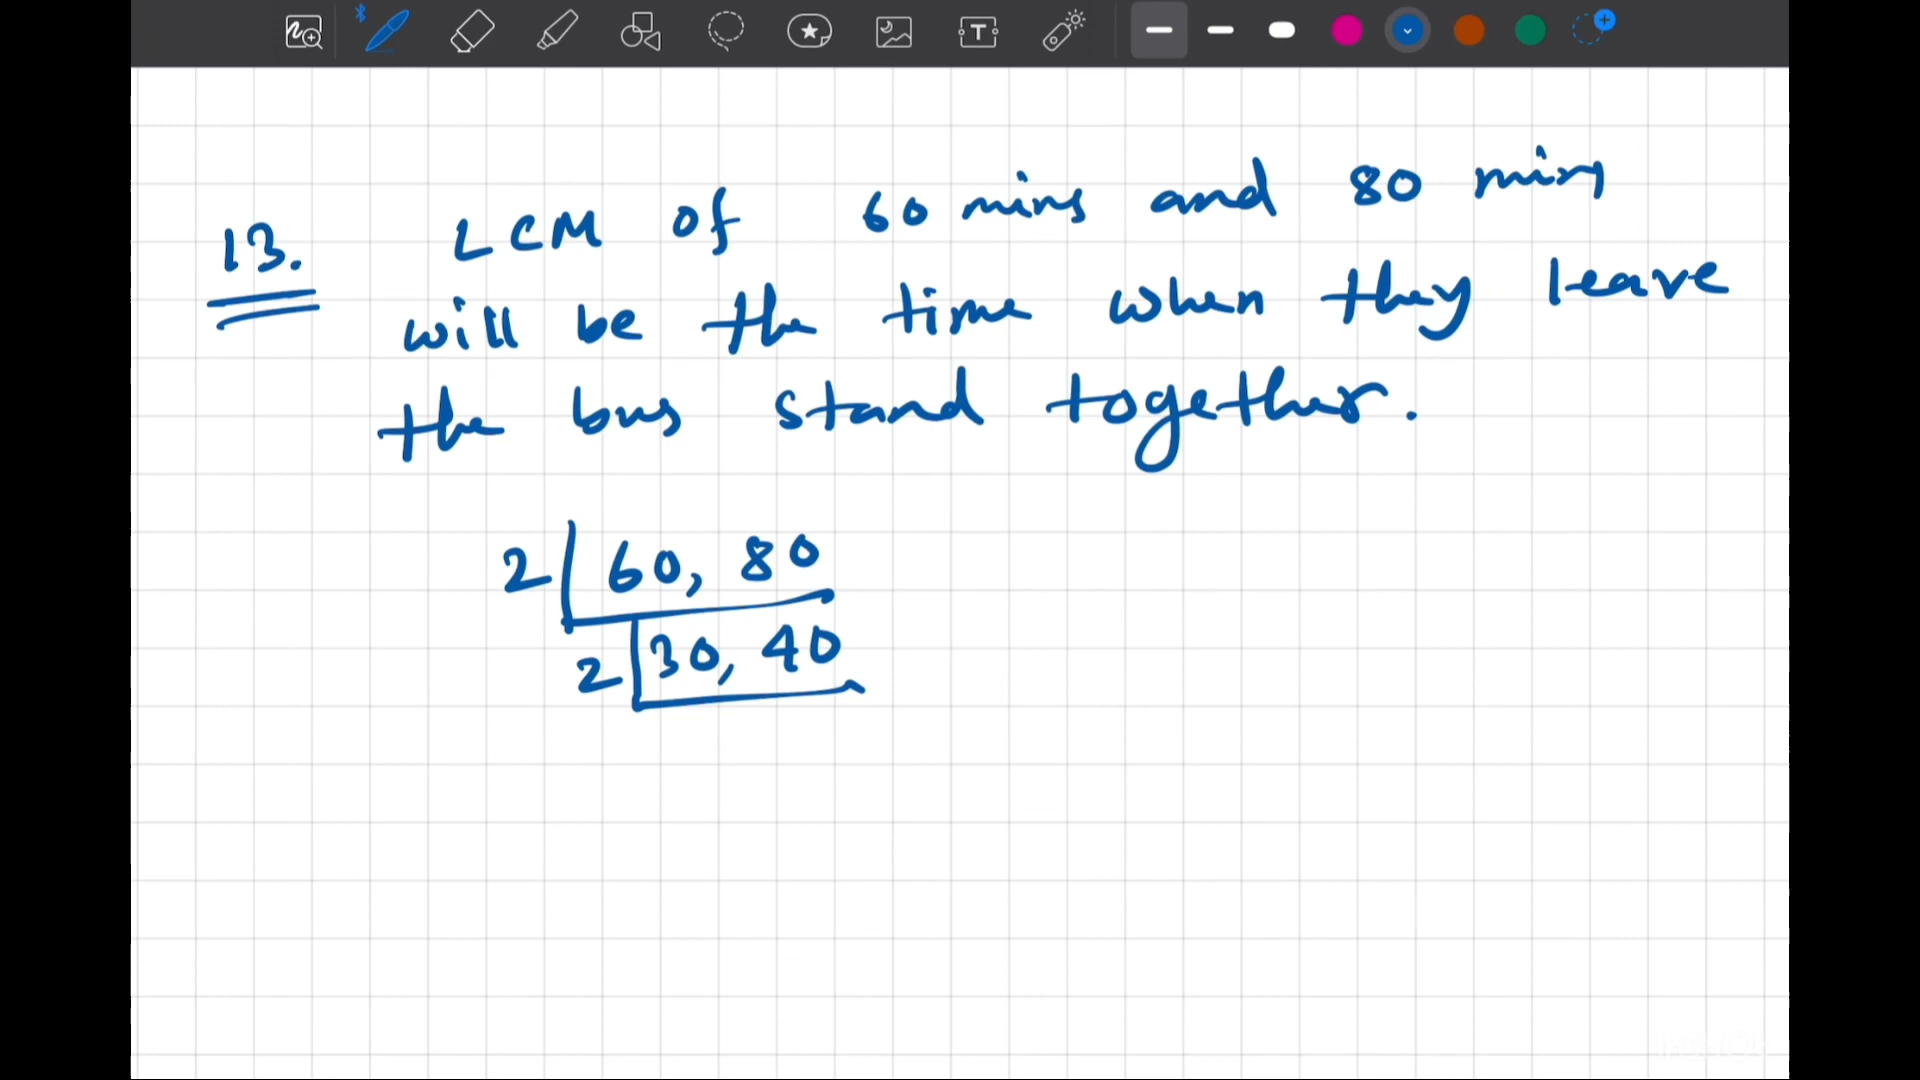 13. LCM of 60 mins and 80 mins
will be the time when they leave
the bus stand together.
2 | 60, 80
2 | 30, 40